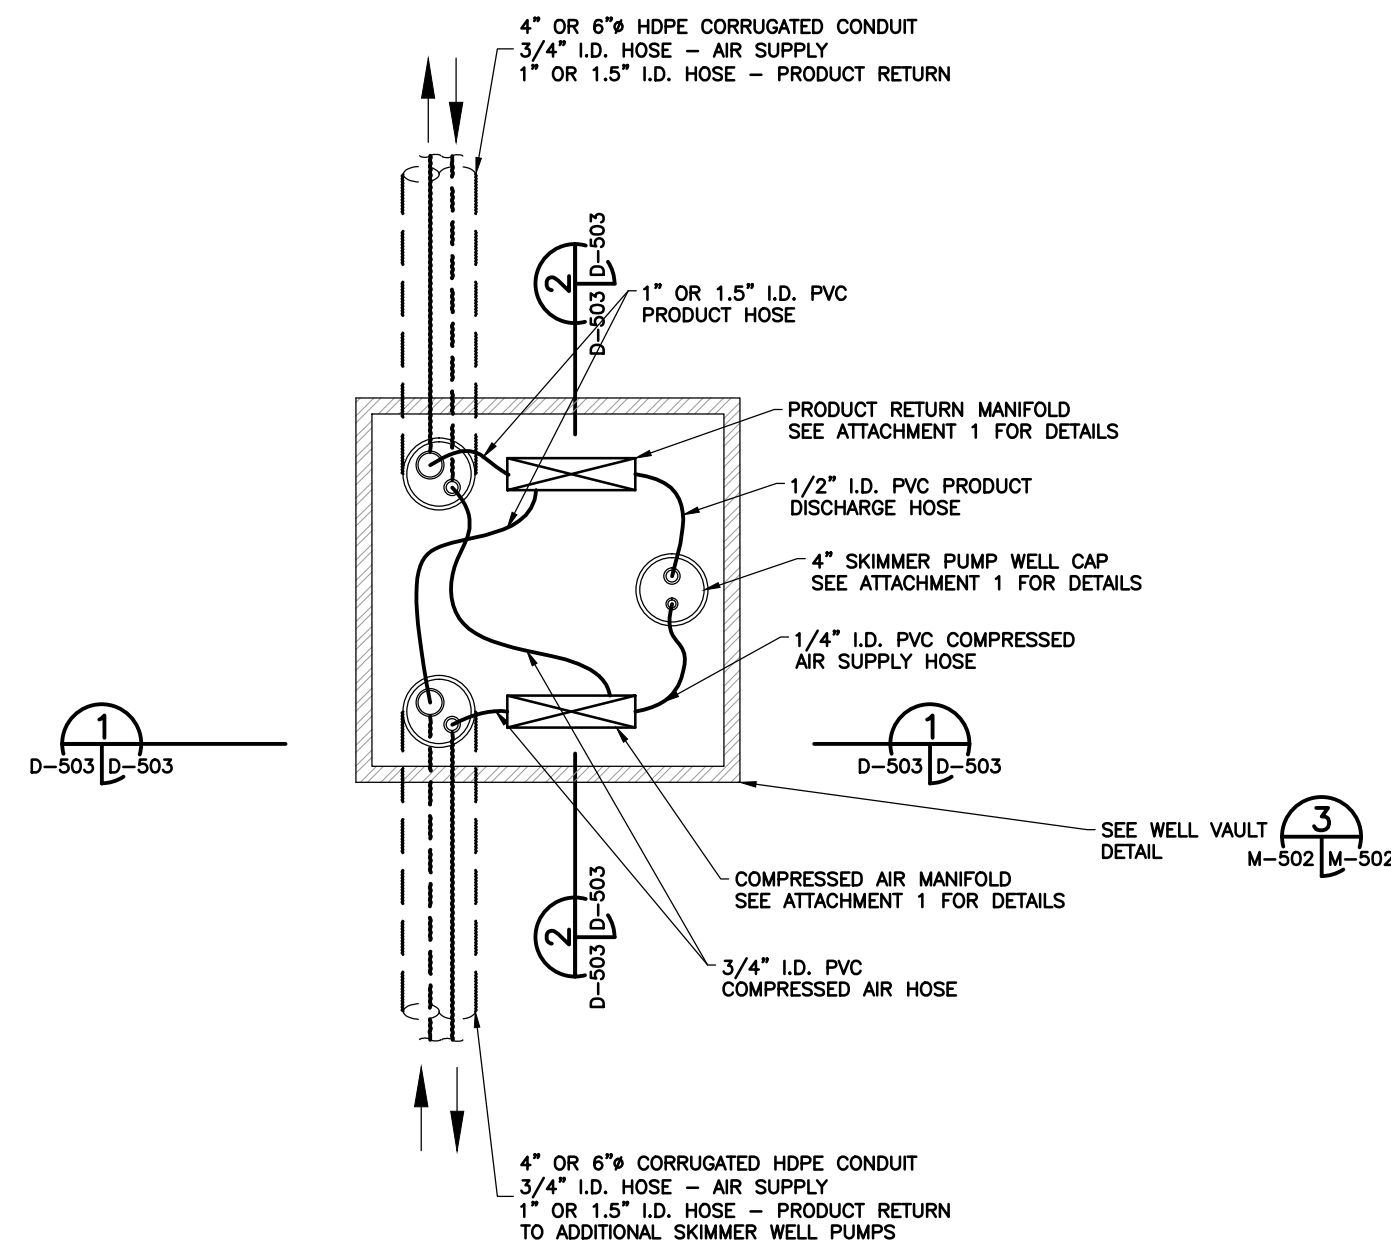 4" OR 6"ø HDPE CORRUGATED CONDUIT
3/4" I.D. HOSE – AIR SUPPLY
1" OR 1.5" I.D. HOSE – PRODUCT RETURN
2
D-503
D-503
1" OR 1.5" I.D. PVC
PRODUCT HOSE
PRODUCT RETURN MANIFOLD
SEE ATTACHMENT 1 FOR DETAILS
1/2" I.D. PVC PRODUCT
DISCHARGE HOSE
4" SKIMMER PUMP WELL CAP
SEE ATTACHMENT 1 FOR DETAILS
1/4" I.D. PVC COMPRESSED
AIR SUPPLY HOSE
1
D-503 D-503
1
D-503 D-503
SEE WELL VAULT
DETAIL
3
M-502 M-502
COMPRESSED AIR MANIFOLD
SEE ATTACHMENT 1 FOR DETAILS
2
D-503
D-503
3/4" I.D. PVC
COMPRESSED AIR HOSE
4" OR 6"ø CORRUGATED HDPE CONDUIT
3/4" I.D. HOSE – AIR SUPPLY
1" OR 1.5" I.D. HOSE – PRODUCT RETURN
TO ADDITIONAL SKIMMER WELL PUMPS